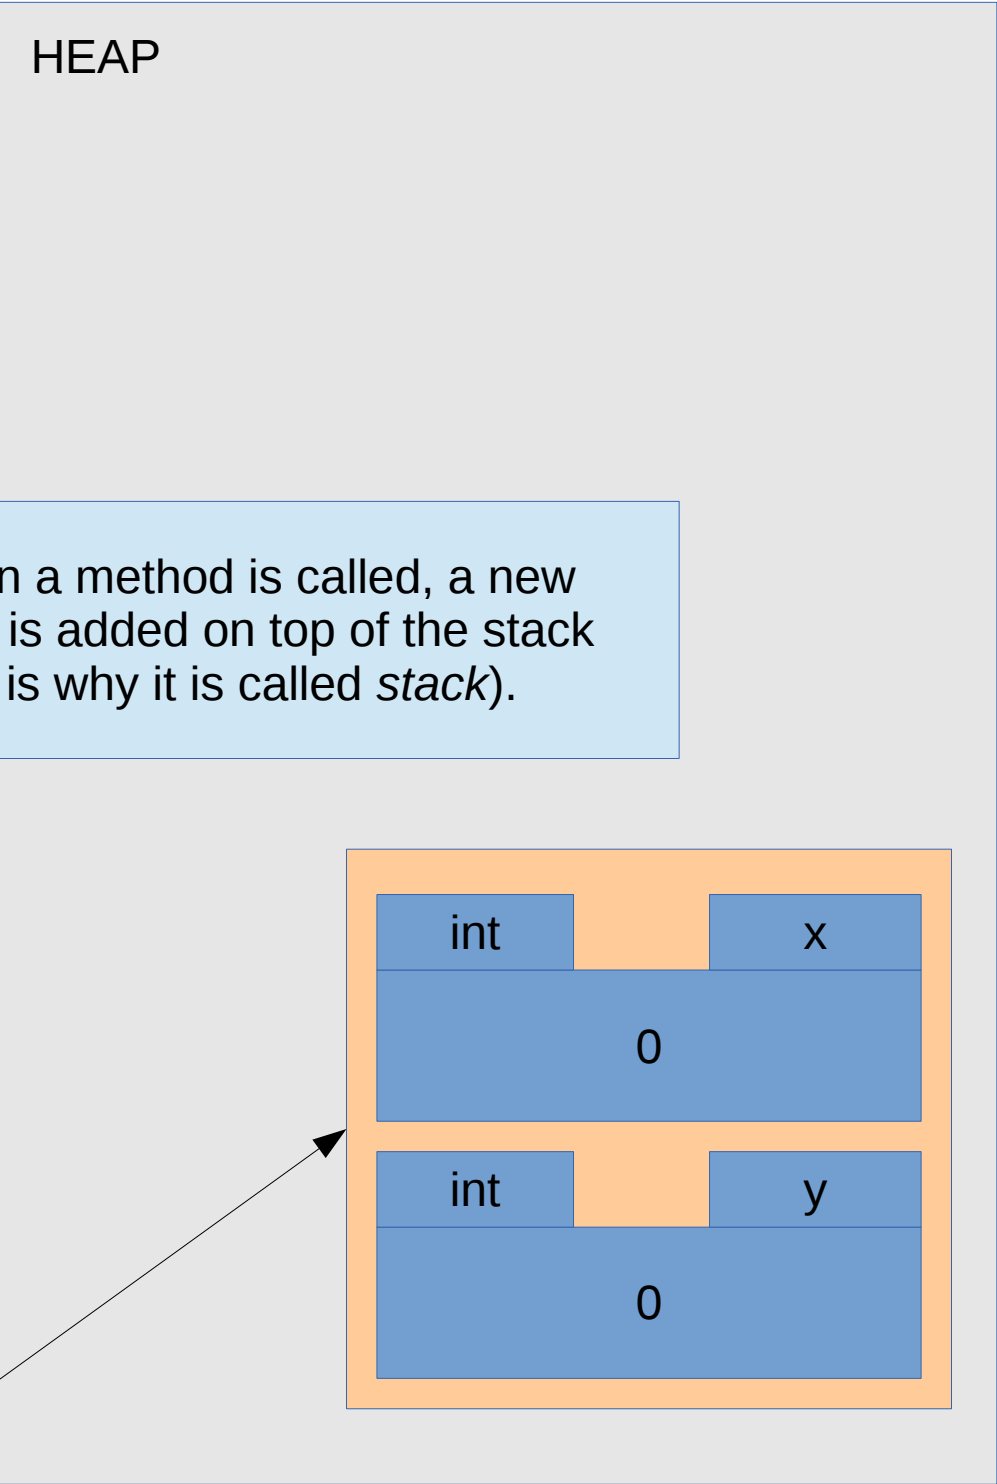 HEAP
a method is called, a new
is added on top of the stack
is why it is called stack).
int x
0
int y
0